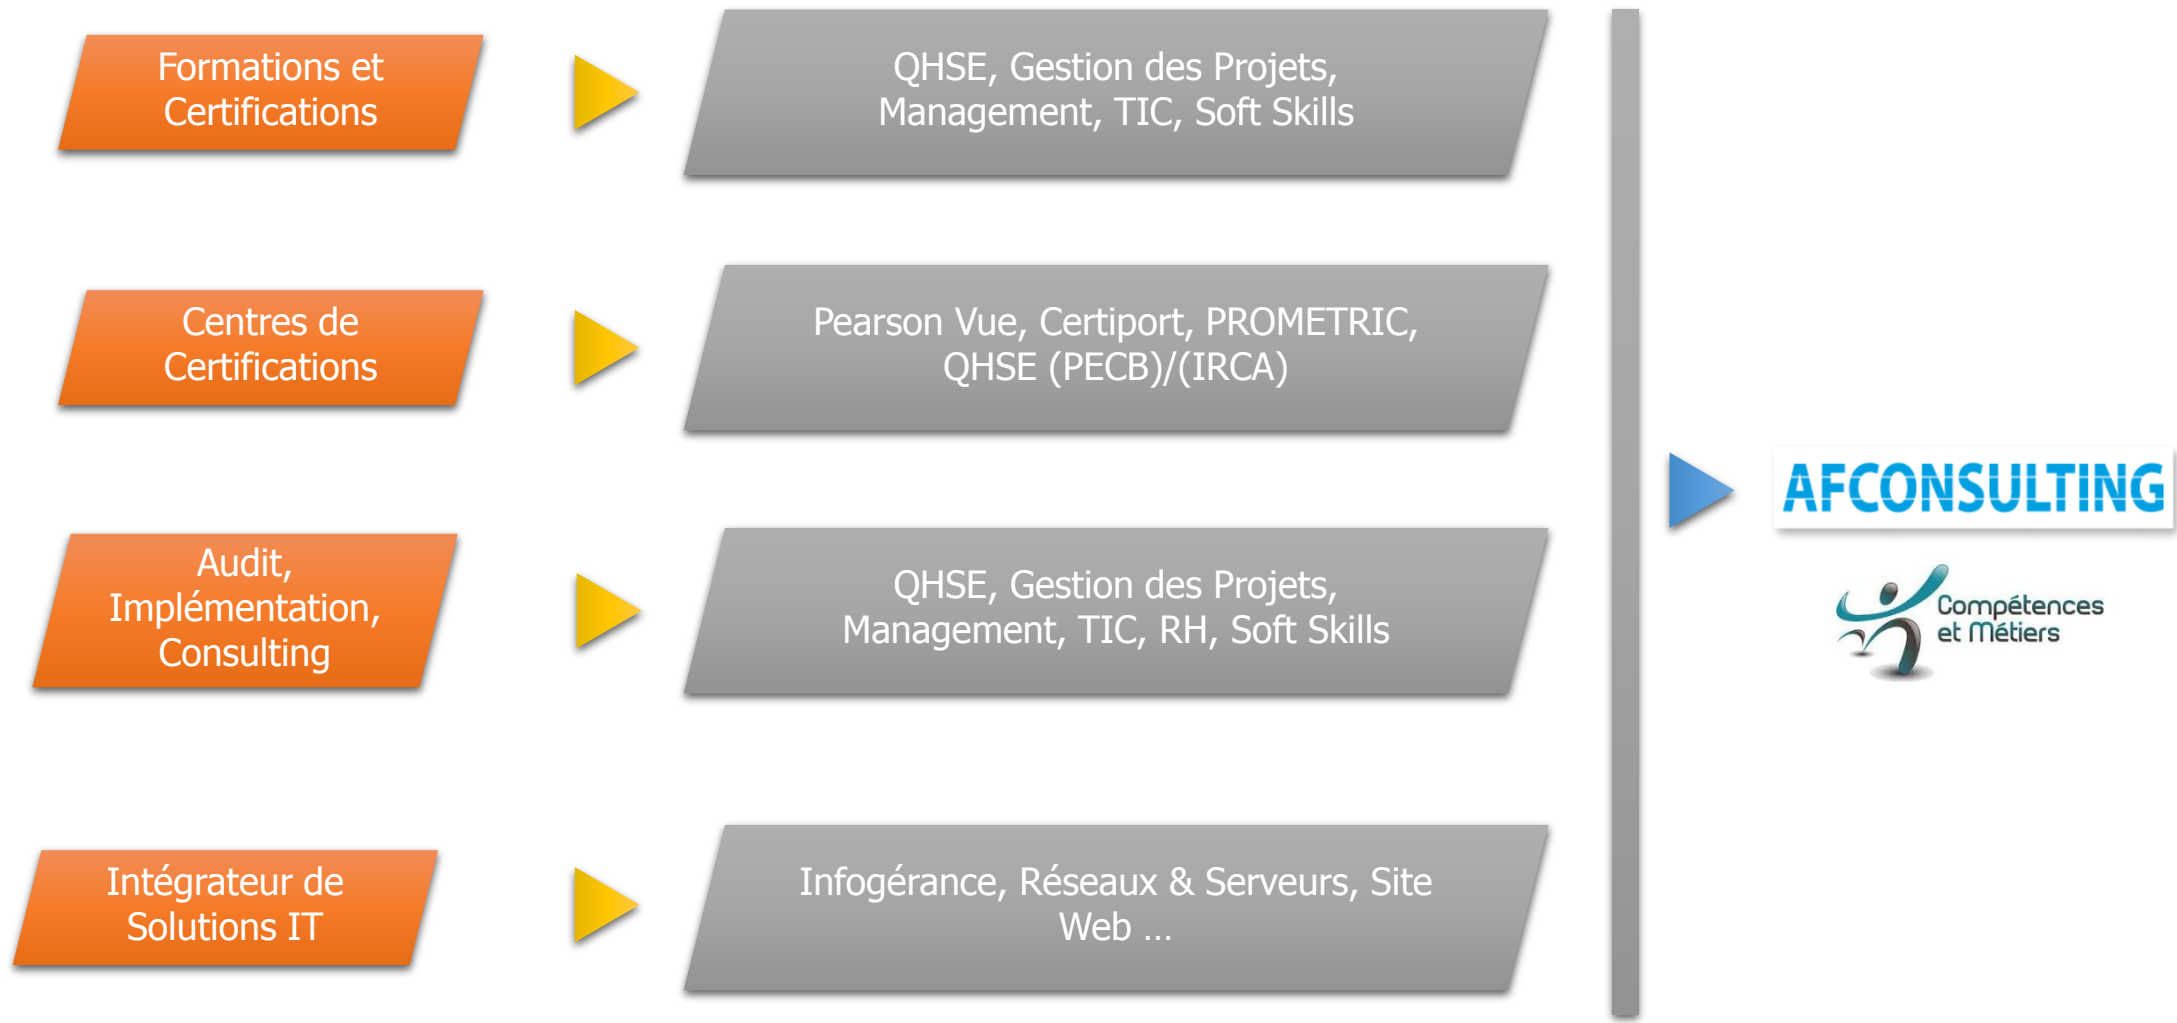 Formations et
Certifications
QHSE, Gestion des Projets,
Management, TIC, Soft Skills
Centres de
Certifications
Pearson Vue, Certiport, PROMETRIC,
QHSE (PECB)/(IRCA)
Audit,
Implémentation,
Consulting
QHSE, Gestion des Projets,
Management, TIC, RH, Soft Skills
Intégrateur de
Solutions IT
Infogérance, Réseaux & Serveurs, Site
Web ...
AFCONSULTING
Compétences
et Métiers